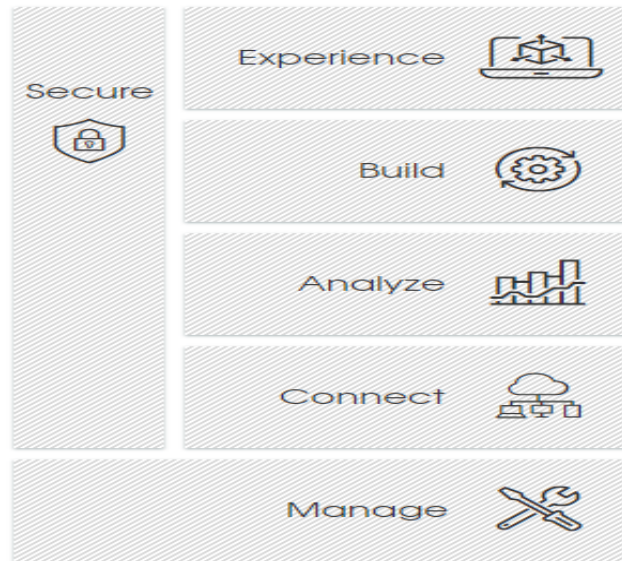 Experience
Secure
Build
Analyze
Connect
Manage